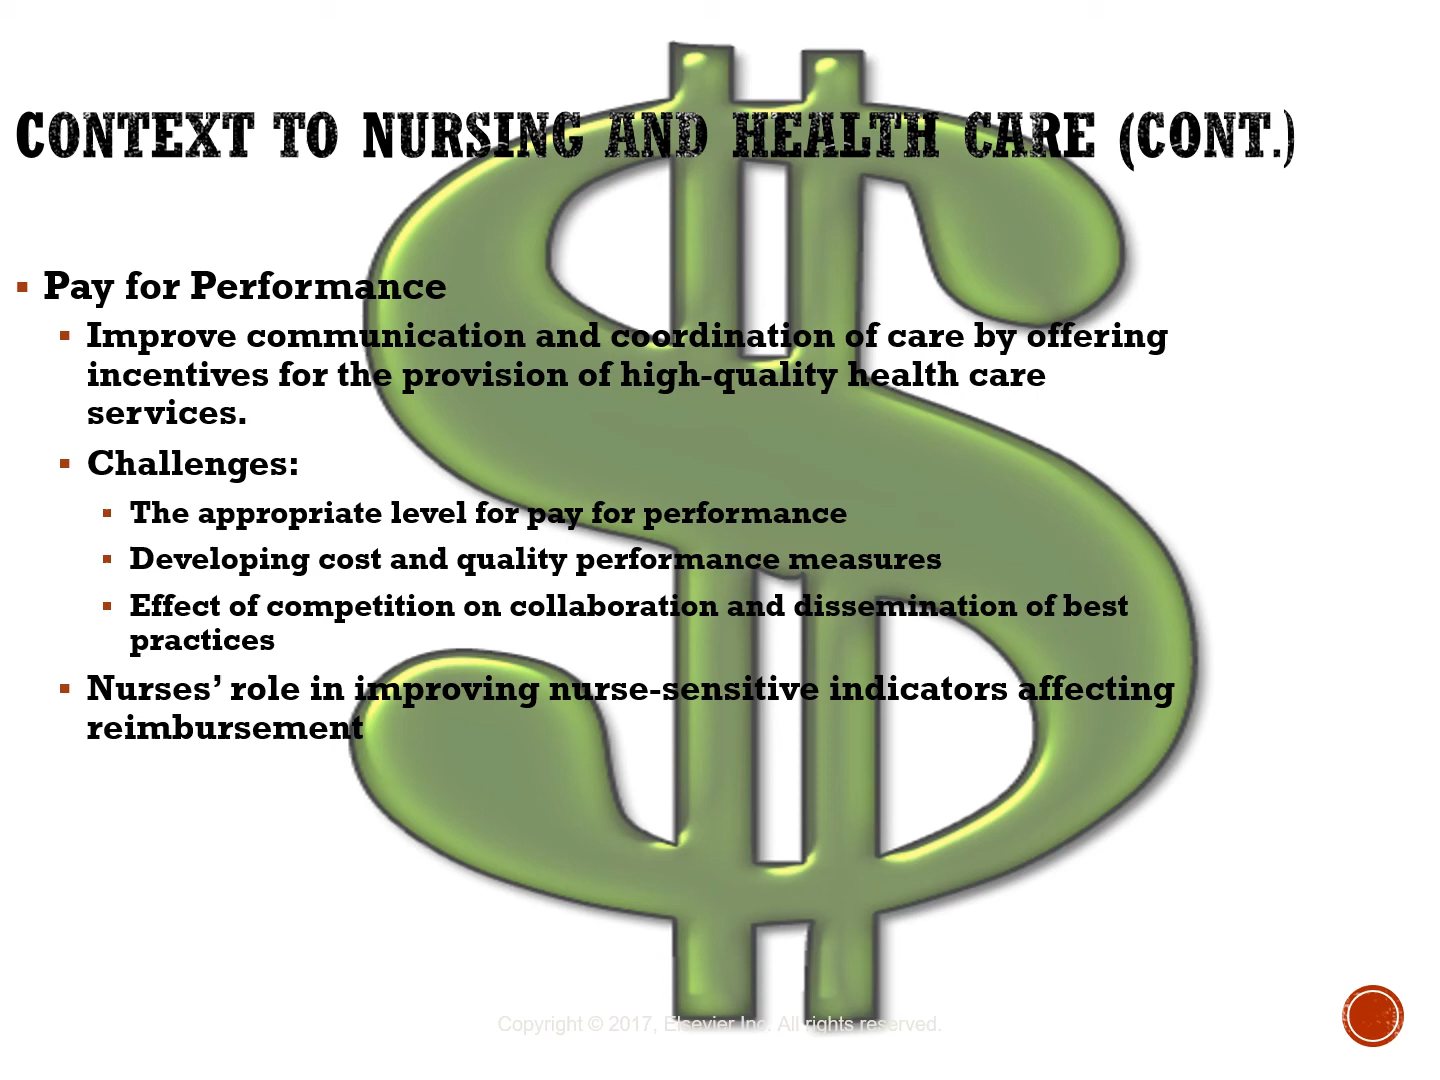 CONTEXT TO NURSING AND HEALTH CARE (CONT.)
Pay for Performance
Improve communication and coordination of care by offering
incentives for the provision of high-quality health care
services.
Challenges:
The appropriate level for pay for performance
Developing cost and quality performance measures
Effect of competition on collaboration and dissemination of best
practices
Nurses’ role in improving nurse-sensitive indicators affecting
reimbursement
Copyright © 2017, Elsevier Inc. All rights reserved.